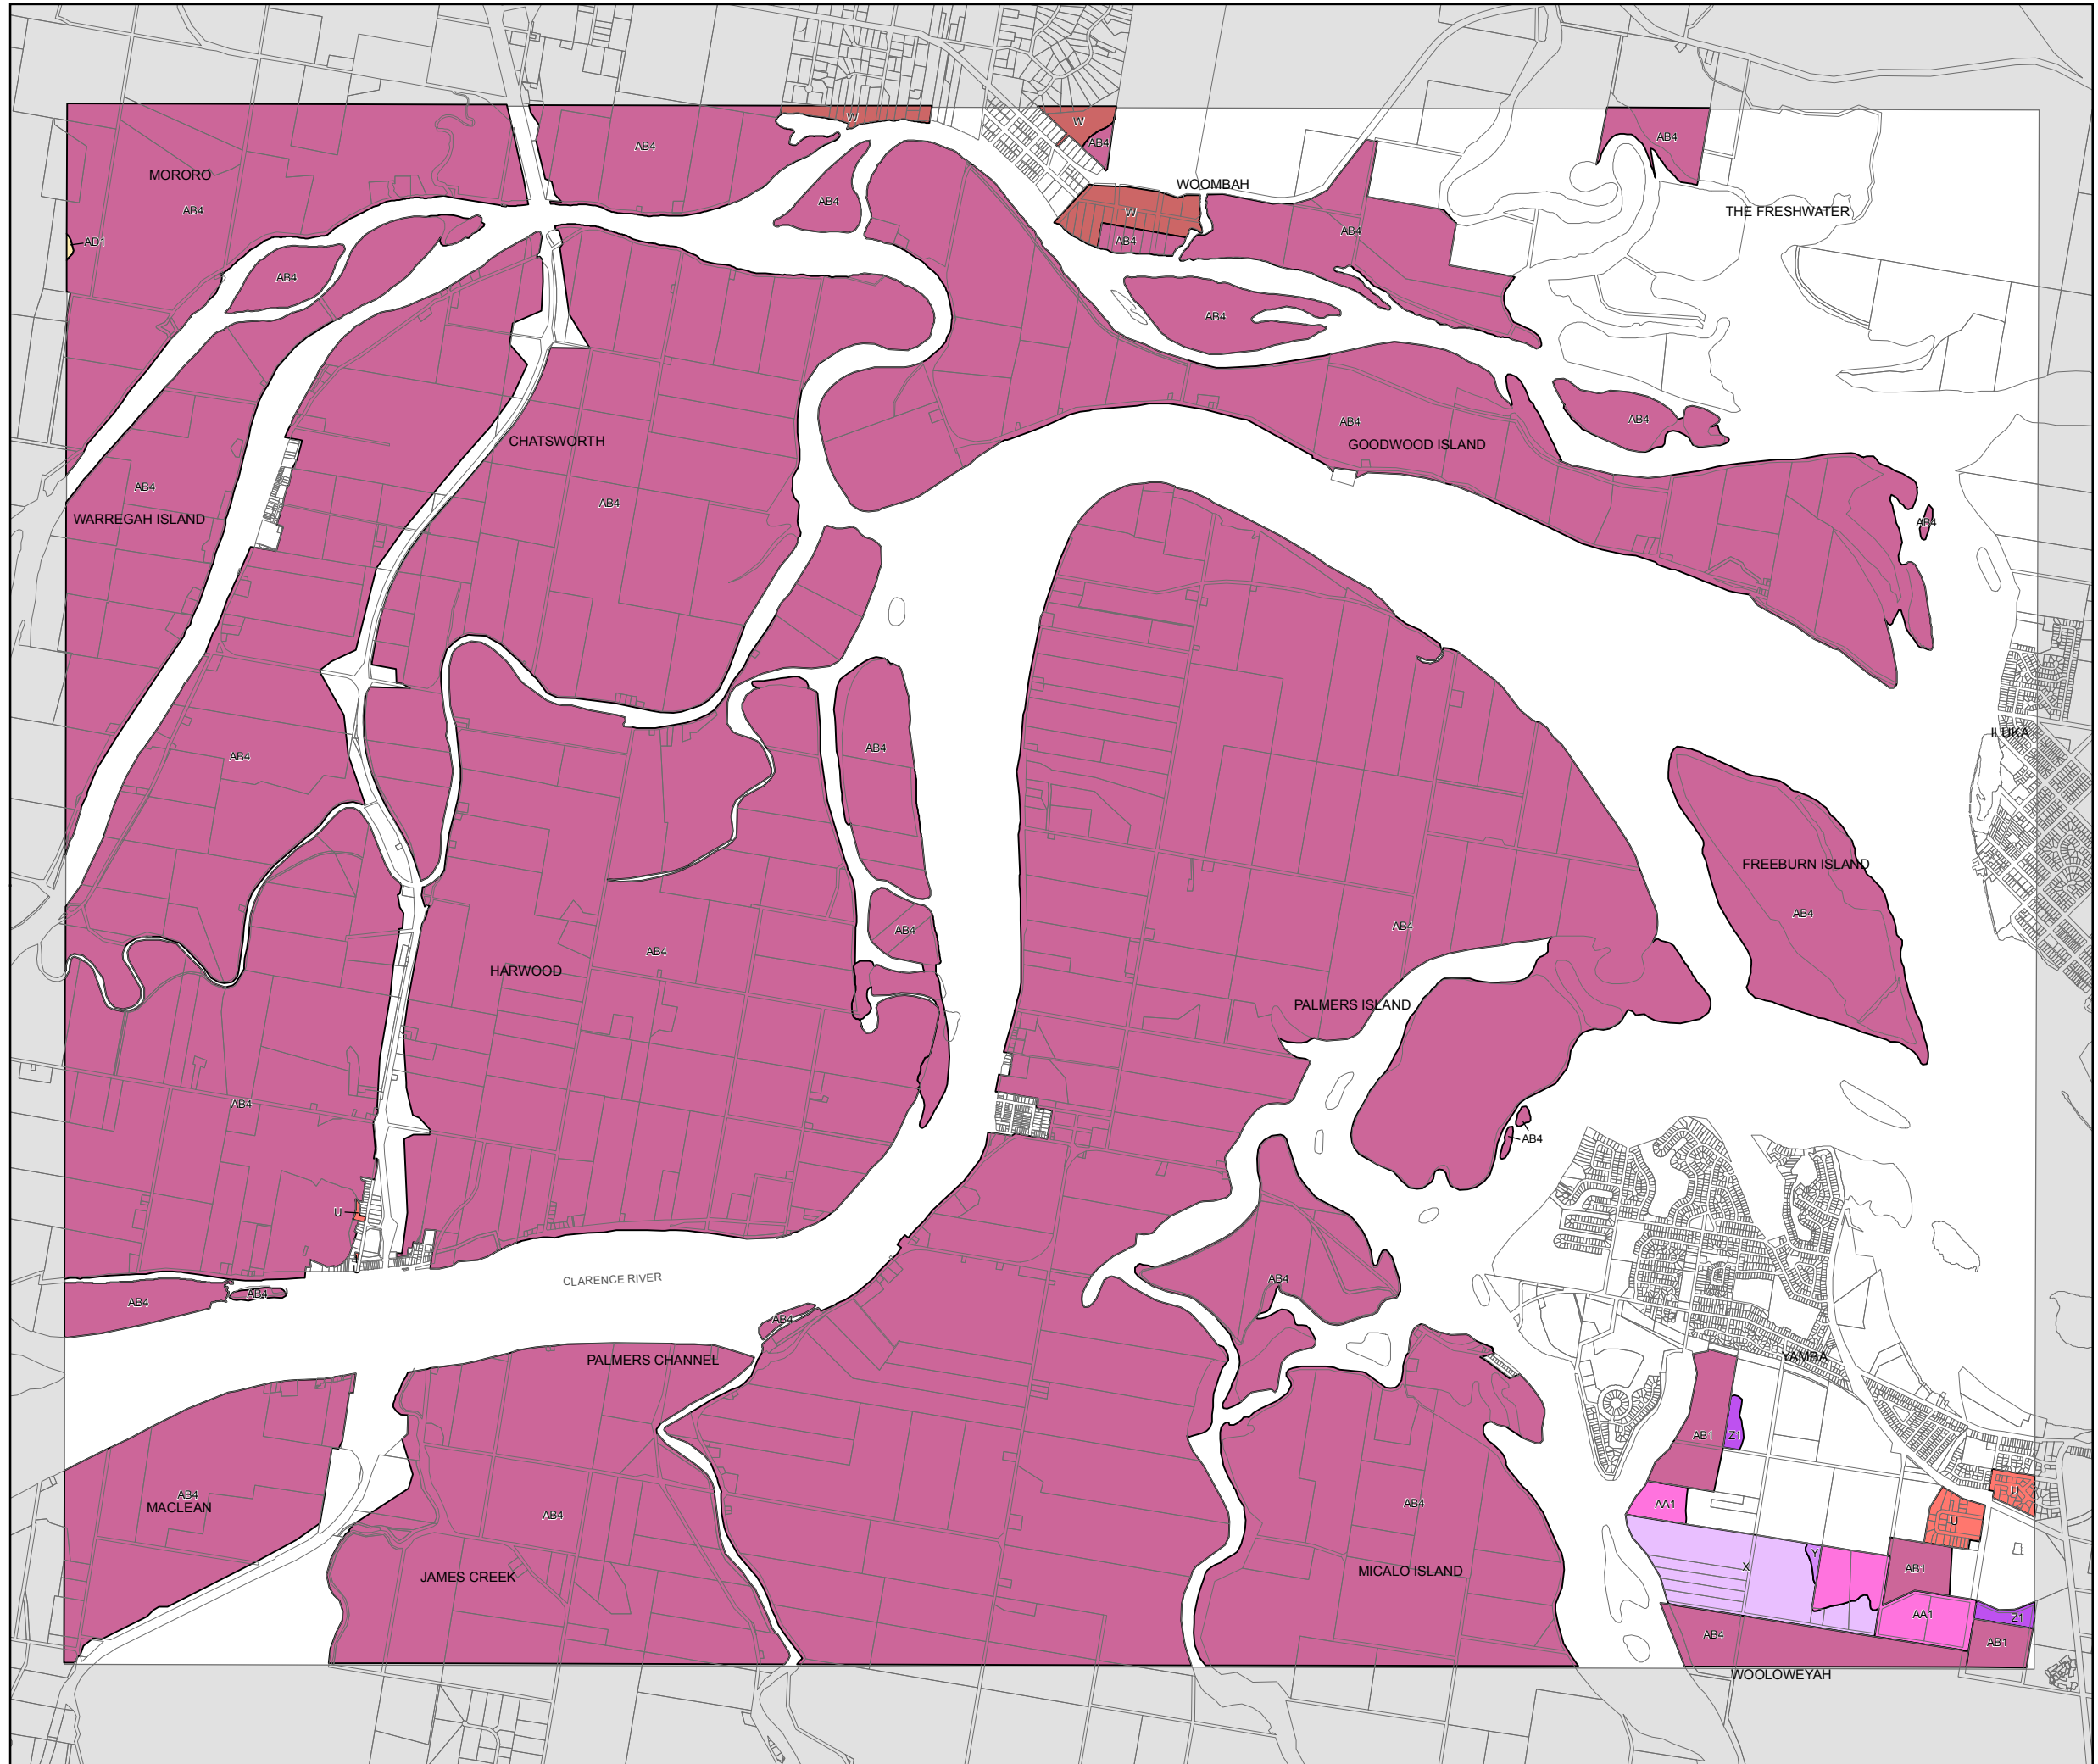 W
W
AB4
AB4
AB4
MORORO
WOOMBAH
AB4
AB4
W
THE FRESHWATER
AB4
AD1
AB4
AB4
AB4
AB4
AB4
AB4
CHATSWORTH
GOODWOOD ISLAND
AB4
AB4
WARREGAH ISLAND
AB4
ILUKA
AB4
AB4
FREEBURN ISLAND
AB4
AB4
AB4
AB4
HARWOOD
PALMERS ISLAND
AB4
AB4
U
U
CLARENCE RIVER
AB4
AB4
AB4
AB4
PALMERS CHANNEL
YAMBA
AB1
Z1
AB4
MACLEAN
AB4
AB4
AA1
U
U
X
Y
AB1
JAMES CREEK
MICALO ISLAND
AA1
Z1
AB4
AB1
WOOLOWEYAH